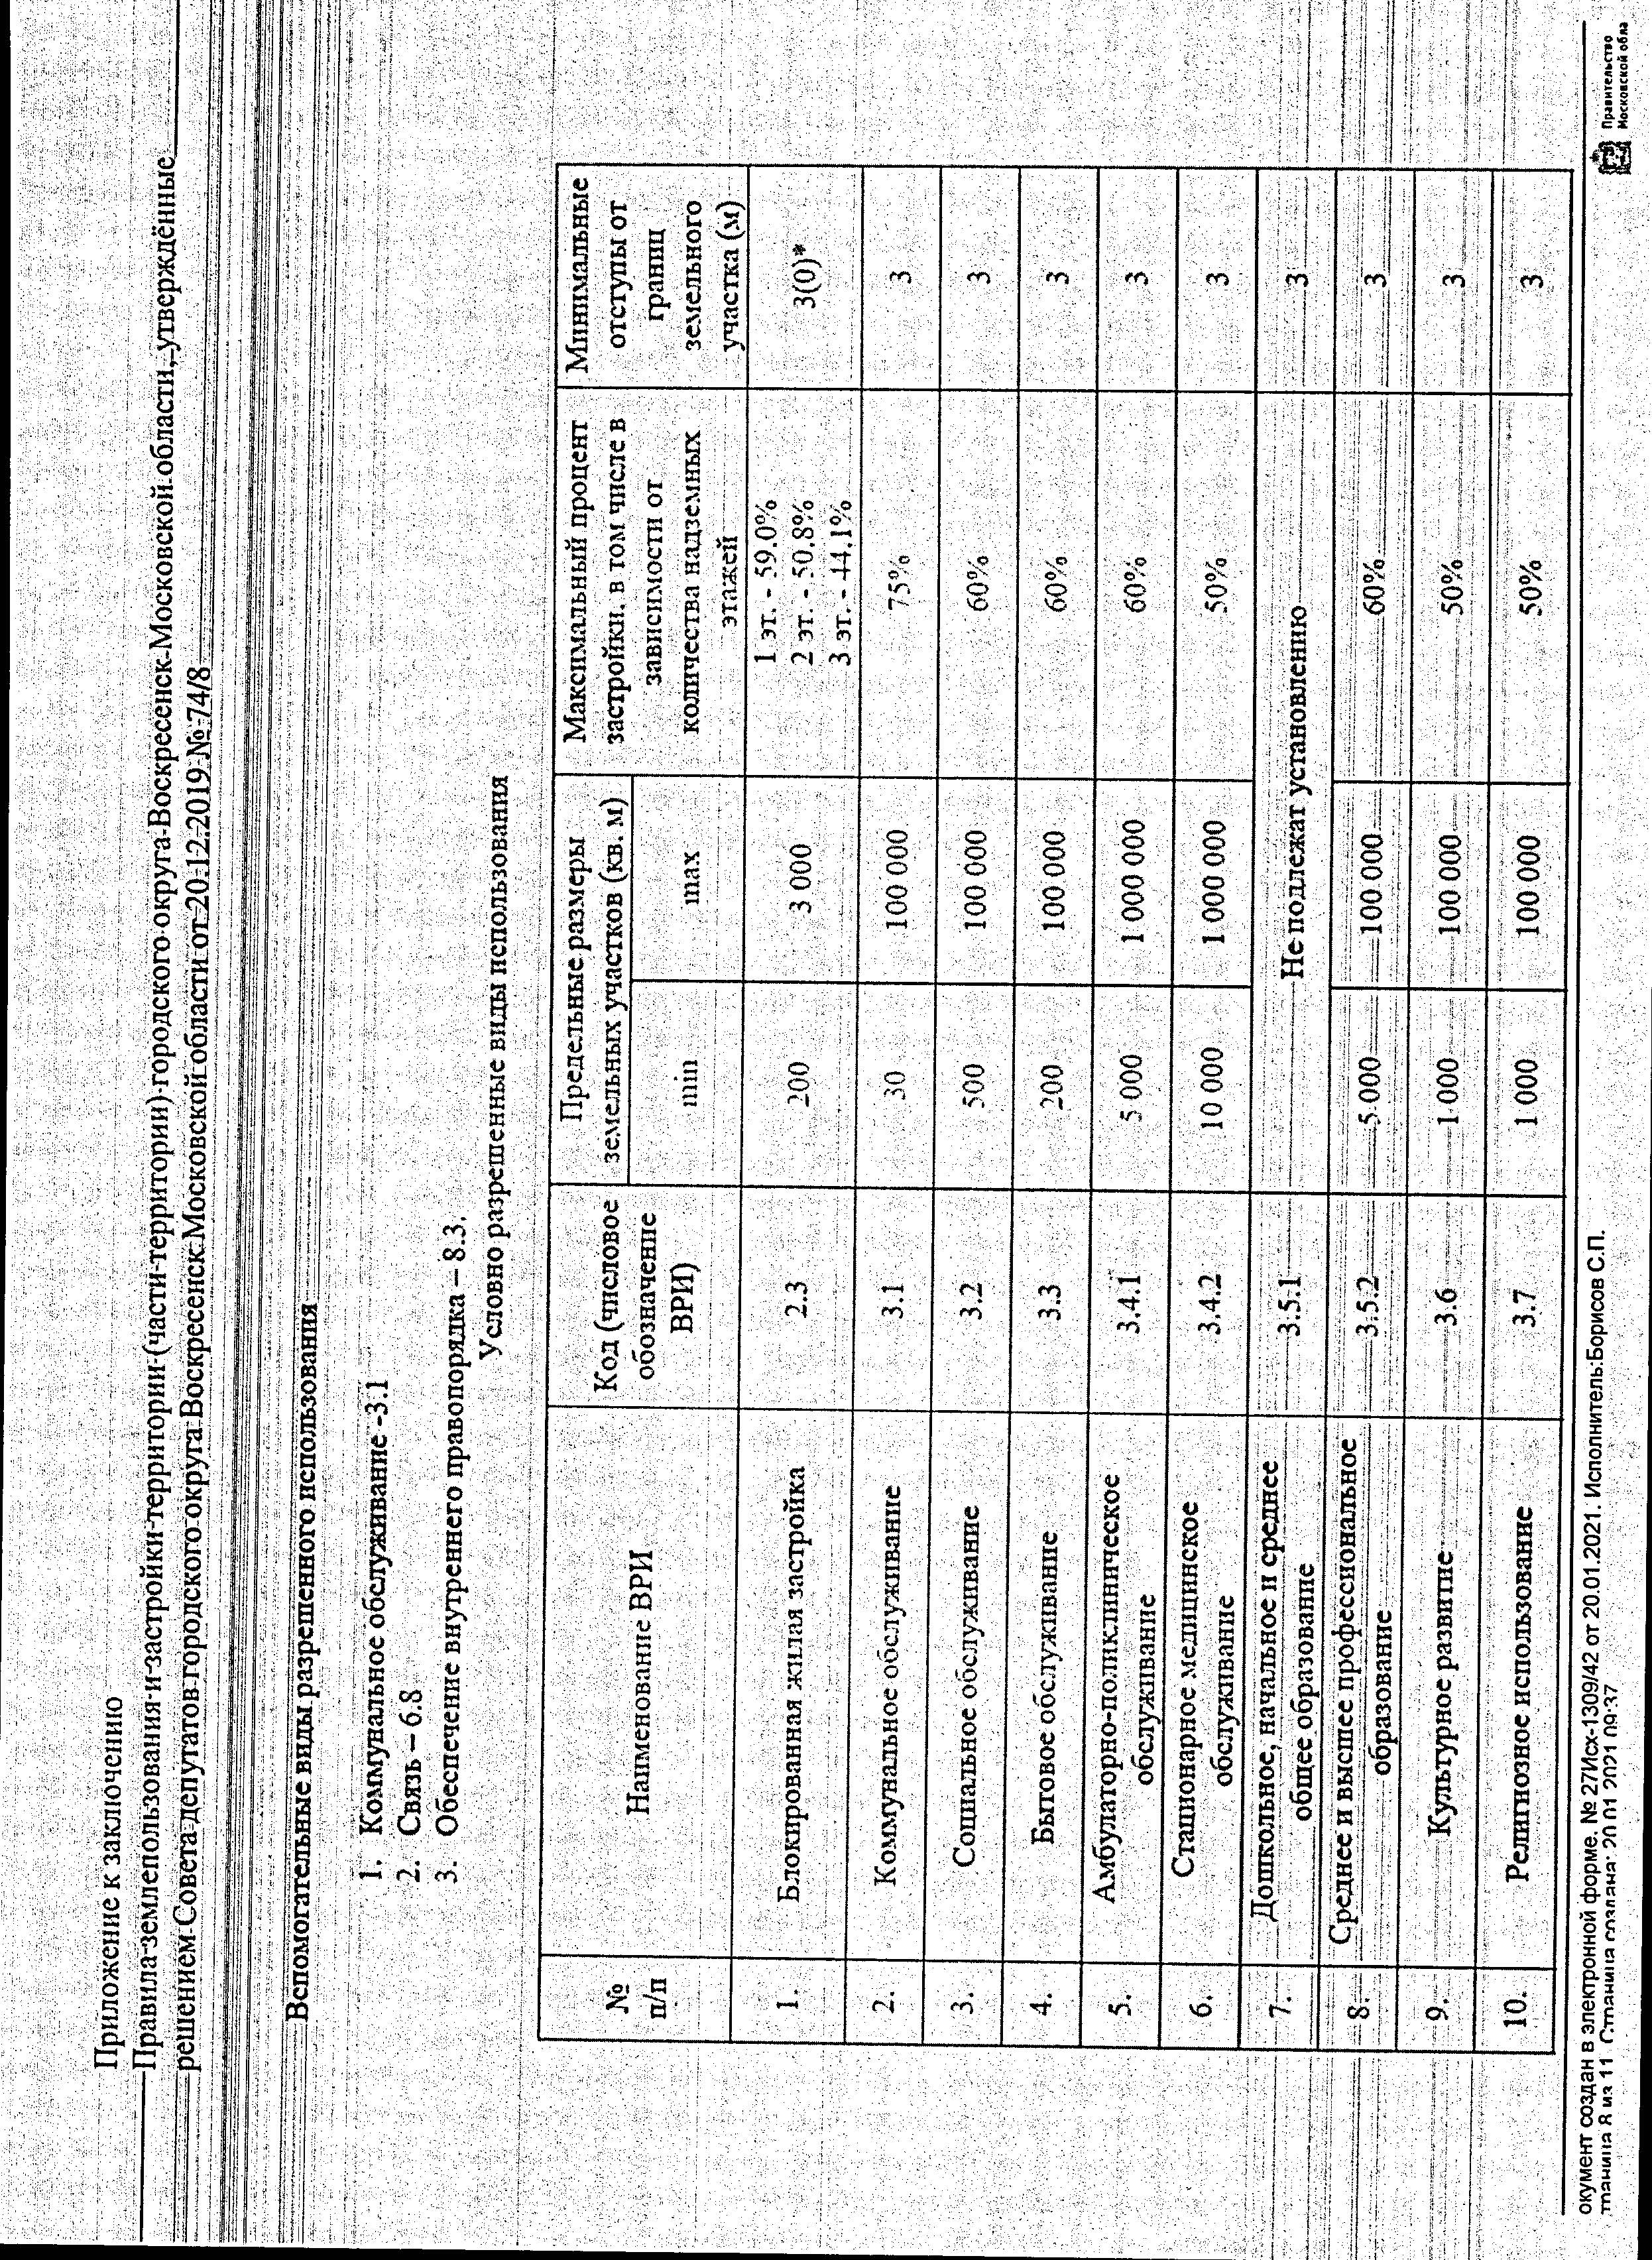 Приложение к заключению
Правила землепользования и застройки территории (части территории) городского округа Воскресенск Московской области, утверждённые
решением Совета депутатов городского округа Воскресенск Московской области от 20.12.2019 № 74/8
Вспомогательные виды разрешенного использования
1. Коммунальное обслуживание -3.1
2. Связь – 6.8
3. Обеспечение внутреннего правопорядка – 8.3.
Условно разрешенные виды использования
№ п/п
Наименование ВРИ
Код (числовое обозначение ВРИ)
Предельные размеры земельных участков (кв. м)
min
max
Максимальный процент застройки, в том числе в зависимости от количества надземных этажей
Минимальные отступы от границ земельного участка (м)
1. Блокированная жилая застройка 2.3 200 3 000 1 эт. - 59.0% 3(0)*
2 эт. - 50.8%
3 эт. - 44.1%
2. Коммунальное обслуживание 3.1 30 100 000 75% 3
3. Социальное обслуживание 3.2 500 100 000 60% 3
4. Бытовое обслуживание 3.3 200 100 000 60% 3
5. Амбулаторно-поликлиническое 3.4.1 5 000 1 000 000 60% 3
обслуживание
6. Стационарное медицинское 3.4.2 10 000 1 000 000 50% 3
обслуживание
7. Дошкольное, начальное и среднее 3.5.1 Не подлежат установлению 3
общее образование
8. Среднее и высшее профессиональное 3.5.2 5 000 100 000 60% 3
образование
9. Культурное развитие 3.6 1 000 100 000 50% 3
10. Религиозное использование 3.7 1 000 100 000 50% 3
окумент создан в электронной форме. № 27Исх-1309/42 от 20.01.2021. Исполнитель:Борисов С.П.
траница 8 из 11. Страница создана: 20.01.2021 09:37
Правительство
Московской обла